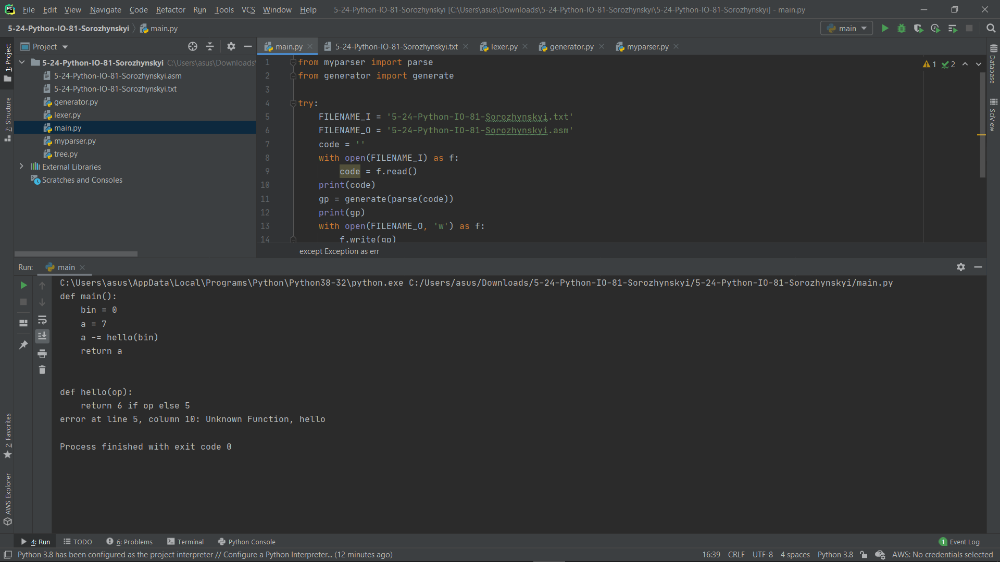 File Edit View Navigate Code Refactor Run Tools VCS Window Help 5-24-Python-IO-81-Sorozhynskyi [C:\Users\asus\Downloads\5-24-Python-IO-81-Sorozhynskyi\5-24-Python-IO-81-Sorozhynskyi] - main.py
5-24-Python-IO-81-Sorozhynskyi main.py main
Project
main.py 5-24-Python-IO-81-Sorozhynskyi.txt lexer.py generator.py myparser.py
1: Project
7: Structure
2: Favorites
AWS Explorer
5-24-Python-IO-81-Sorozhynskyi C:\Users\asus\Downloads\
5-24-Python-IO-81-Sorozhynskyi.asm
5-24-Python-IO-81-Sorozhynskyi.txt
generator.py
lexer.py
main.py
myparser.py
tree.py
External Libraries
Scratches and Consoles
1 from myparser import parse
2 from generator import generate
3
4 try:
5 FILENAME_I = '5-24-Python-IO-81-Sorozhynskyi.txt'
6 FILENAME_O = '5-24-Python-IO-81-Sorozhynskyi.asm'
7 code = ''
8 with open(FILENAME_I) as f:
9 code = f.read()
10 print(code)
11 gp = generate(parse(code))
12 print(gp)
13 with open(FILENAME_O, 'w') as f:
14 f.write(gp)
except Exception as err
1 2
Database
SciView
Run: main
C:\Users\asus\AppData\Local\Programs\Python\Python38-32\python.exe C:/Users/asus/Downloads/5-24-Python-IO-81-Sorozhynskyi/5-24-Python-IO-81-Sorozhynskyi/main.py
def main():
    bin = 0
    a = 7
    a -= hello(bin)
    return a
def hello(op):
    return 6 if op else 5
error at line 5, column 10: Unknown Function, hello
Process finished with exit code 0
4: Run TODO 6: Problems Terminal Python Console 1 Event Log
Python 3.8 has been configured as the project interpreter // Configure a Python Interpreter... (12 minutes ago) 16:39 CRLF UTF-8 4 spaces Python 3.8 AWS: No credentials selected